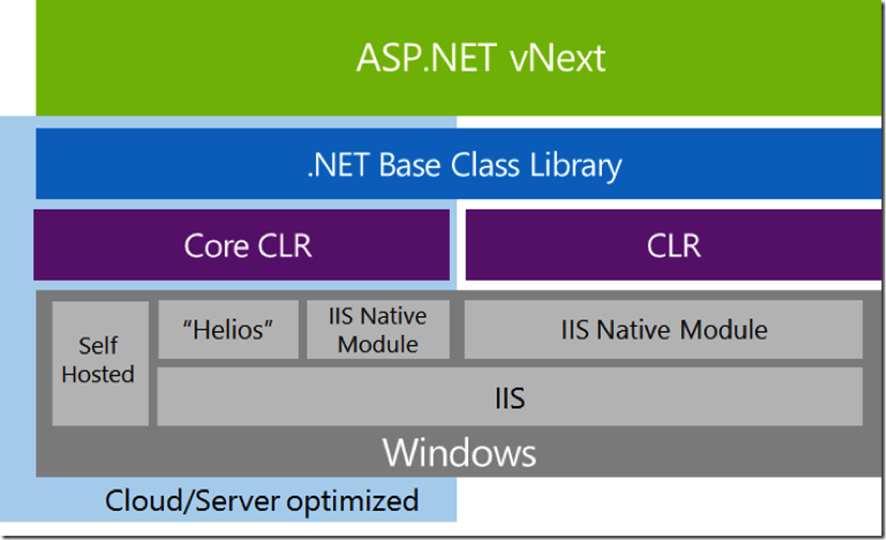 ASP.NET vNext
.NET Base Class Library
Core CLR
CLR
Self
Hosted
“Helios”
IIS Native
Module
IIS Native Module
IIS
Windows
Cloud/Server optimized